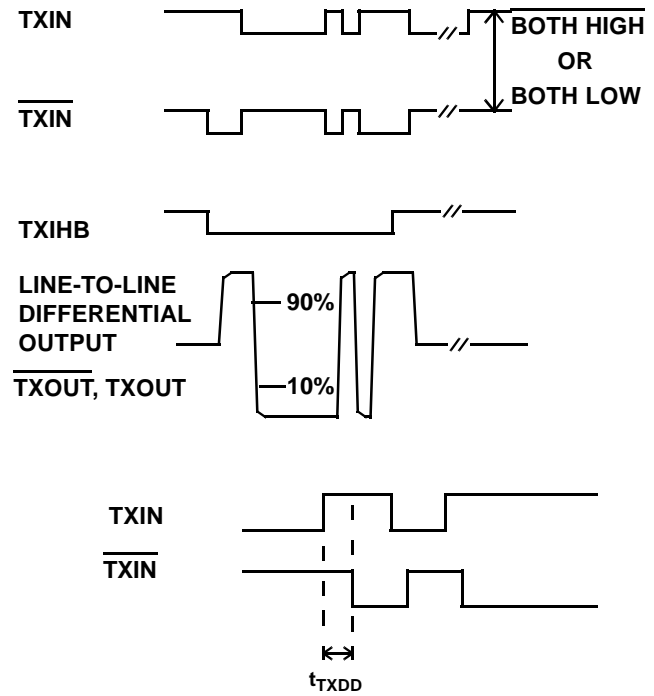 TXIN
BOTH HIGH
OR
BOTH LOW
TXIN
TXIHB
LINE-TO-LINE
DIFFERENTIAL
OUTPUT
TXOUT, TXOUT
90%
10%
TXIN
TXIN
tTXDD